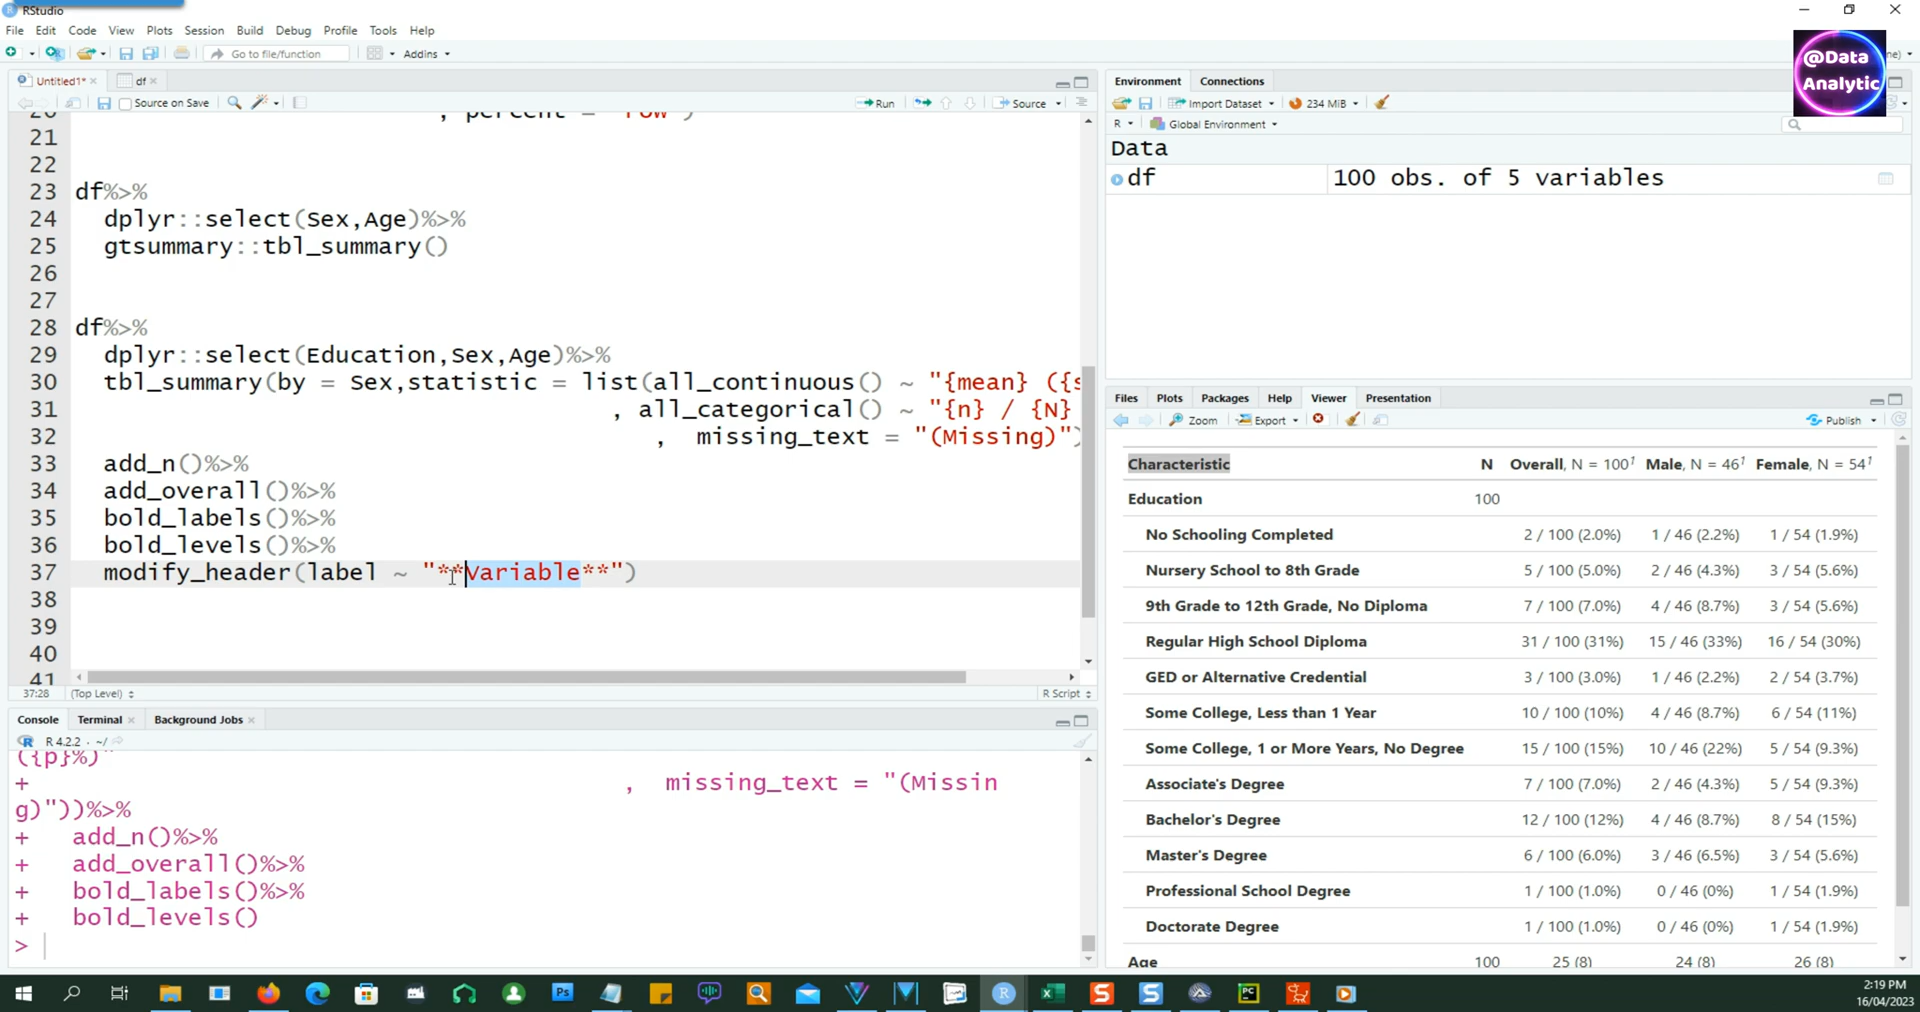 RStudio
File Edit Code View Plots Session Build Debug Profile Tools Help
Go to file/function Addins
Untitled1* df
Source on Save Run Source
20 , percent = "row")
21
22
23 df%>%
24 dplyr::select(Sex,Age)%>%
25 gtsummary::tbl_summary()
26
27
28 df%>%
29 dplyr::select(Education,Sex,Age)%>%
30 tbl_summary(by = Sex,statistic = list(all_continuous() ~ "{mean} ({s
31 , all_categorical() ~ "{n} / {N}
32 , missing_text = "(Missing)")
33 add_n()%>%
34 add_overall()%>%
35 bold_labels()%>%
36 bold_levels()%>%
37 modify_header(label ~ "**Variable**")
38
39
40
41
37:28 (Top Level) R Script
Console Terminal Background Jobs
R 4.2.2 · ~/
({p}%)"
+ , missing_text = "(Missin
g)"))%>%
+ add_n()%>%
+ add_overall()%>%
+ bold_labels()%>%
+ bold_levels()
>
@Data
Analytic
Environment Connections
Import Dataset 234 MiB
R Global Environment
Data
df 100 obs. of 5 variables
Files Plots Packages Help Viewer Presentation
Zoom Export Publish
Characteristic N Overall, N = 100¹ Male, N = 46¹ Female, N = 54¹
Education 100
No Schooling Completed 2 / 100 (2.0%) 1 / 46 (2.2%) 1 / 54 (1.9%)
Nursery School to 8th Grade 5 / 100 (5.0%) 2 / 46 (4.3%) 3 / 54 (5.6%)
9th Grade to 12th Grade, No Diploma 7 / 100 (7.0%) 4 / 46 (8.7%) 3 / 54 (5.6%)
Regular High School Diploma 31 / 100 (31%) 15 / 46 (33%) 16 / 54 (30%)
GED or Alternative Credential 3 / 100 (3.0%) 1 / 46 (2.2%) 2 / 54 (3.7%)
Some College, Less than 1 Year 10 / 100 (10%) 4 / 46 (8.7%) 6 / 54 (11%)
Some College, 1 or More Years, No Degree 15 / 100 (15%) 10 / 46 (22%) 5 / 54 (9.3%)
Associate's Degree 7 / 100 (7.0%) 2 / 46 (4.3%) 5 / 54 (9.3%)
Bachelor's Degree 12 / 100 (12%) 4 / 46 (8.7%) 8 / 54 (15%)
Master's Degree 6 / 100 (6.0%) 3 / 46 (6.5%) 3 / 54 (5.6%)
Professional School Degree 1 / 100 (1.0%) 0 / 46 (0%) 1 / 54 (1.9%)
Doctorate Degree 1 / 100 (1.0%) 0 / 46 (0%) 1 / 54 (1.9%)
Age 100 25 (8) 24 (8) 26 (8)
2:19 PM
16/04/2023